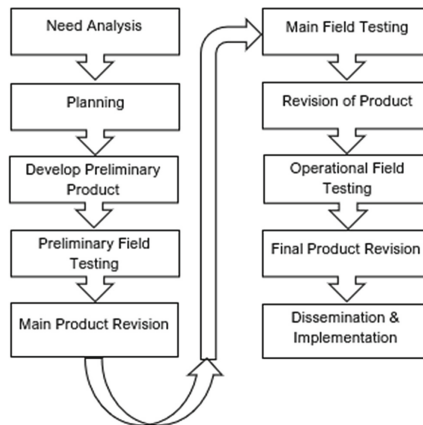 Need Analysis
Planning
Develop Preliminary
Product
Preliminary Field
Testing
Main Product Revision
Main Field Testing
Revision of Product
Operational Field
Testing
Final Product Revision
Dissemination &
Implementation